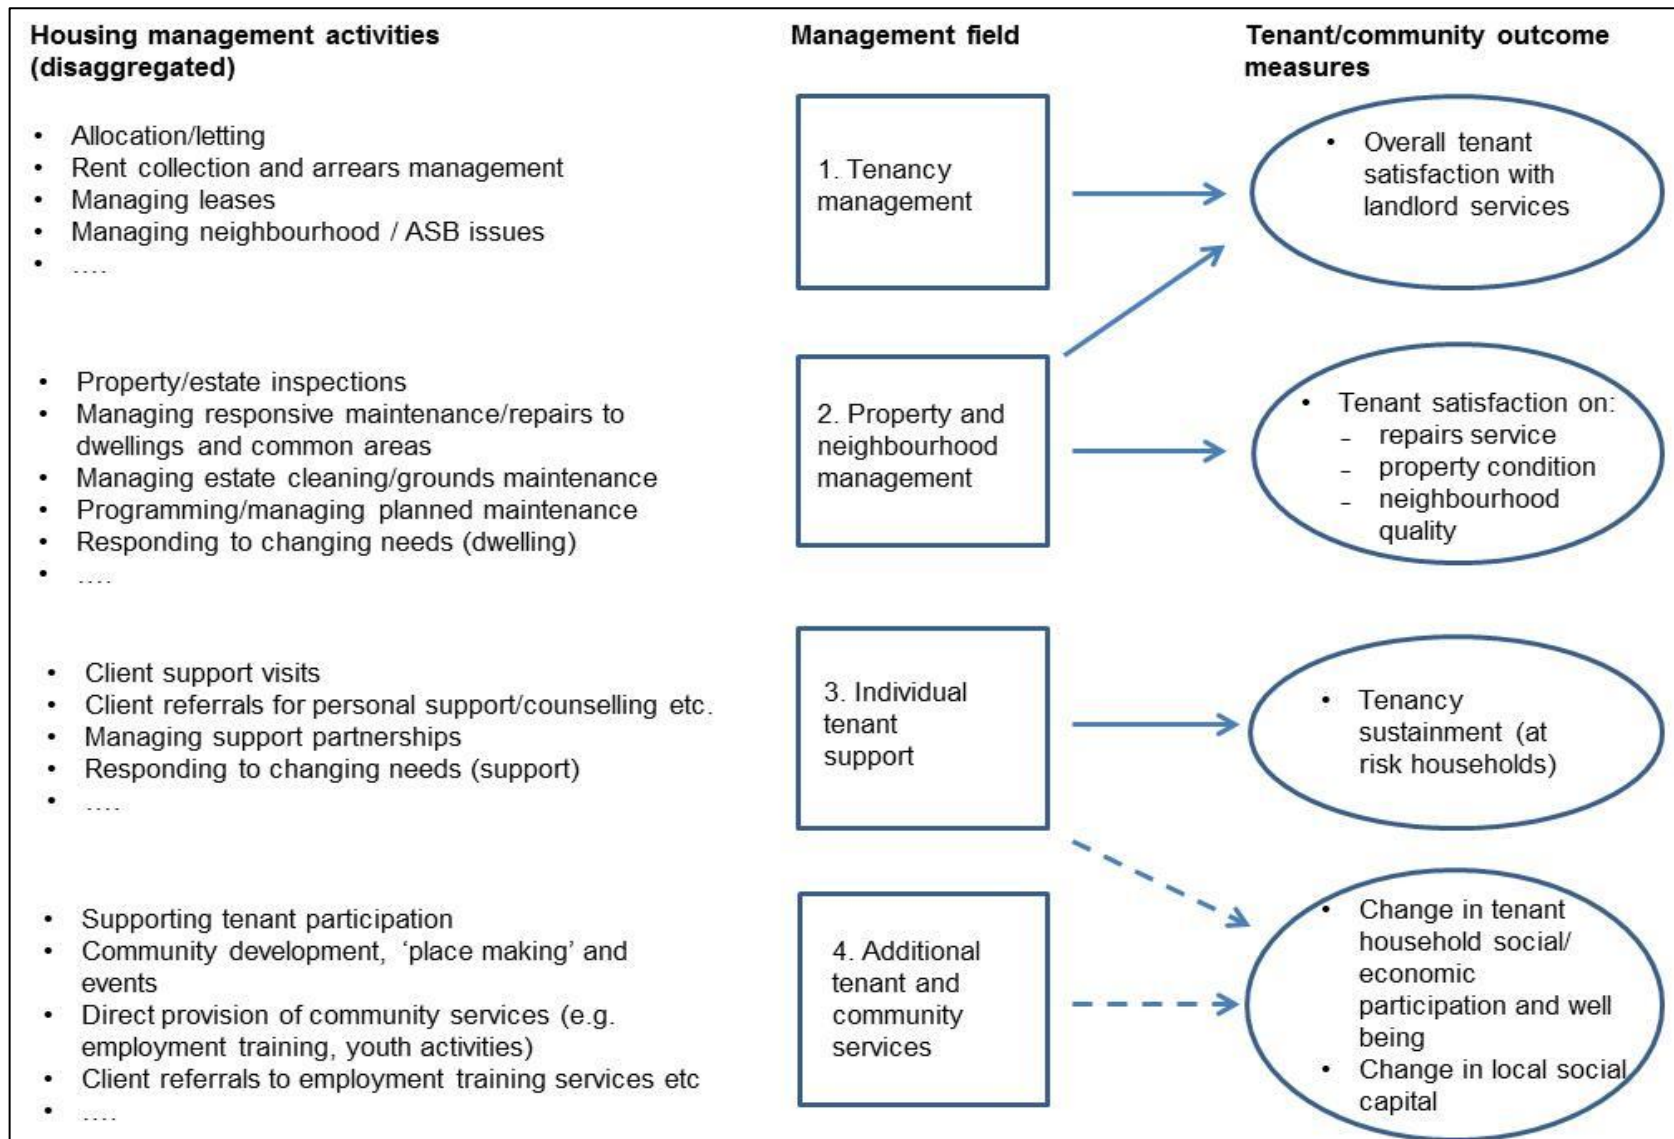 Housing management activities
(disaggregated)
Management field
Tenant/community outcome
measures
• Allocation/letting
• Rent collection and arrears management
• Managing leases
• Managing neighbourhood / ASB issues
• ....
1. Tenancy
management
• Overall tenant
satisfaction with
landlord services
• Property/estate inspections
• Managing responsive maintenance/repairs to
dwellings and common areas
• Managing estate cleaning/grounds maintenance
• Programming/managing planned maintenance
• Responding to changing needs (dwelling)
• ....
2. Property and
neighbourhood
management
• Tenant satisfaction on:
- repairs service
- property condition
- neighbourhood
quality
• Client support visits
• Client referrals for personal support/counselling etc.
• Managing support partnerships
• Responding to changing needs (support)
• ....
3. Individual
tenant
support
• Tenancy
sustainment (at
risk households)
• Supporting tenant participation
• Community development, ‘place making’ and
events
• Direct provision of community services (e.g.
employment training, youth activities)
• Client referrals to employment training services etc
• ....
4. Additional
tenant and
community
services
• Change in tenant
household social/
economic
participation and well
being
• Change in local social
capital